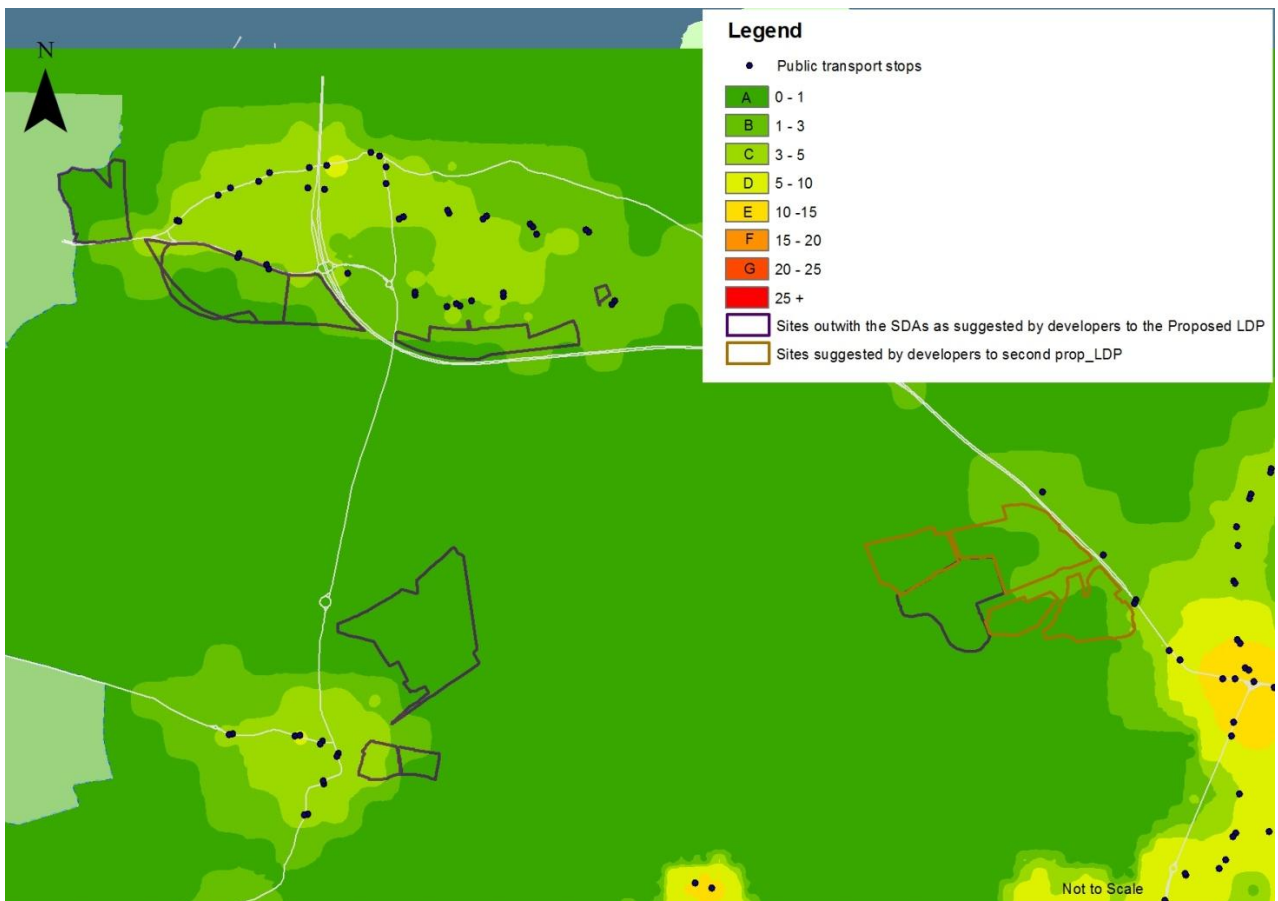 N
Legend
Public transport stops
A 0 - 1
B 1 - 3
C 3 - 5
D 5 - 10
E 10 -15
F 15 - 20
G 20 - 25
25 +
Sites outwith the SDAs as suggested by developers to the Proposed LDP
Sites suggested by developers to second prop_LDP
Not to Scale